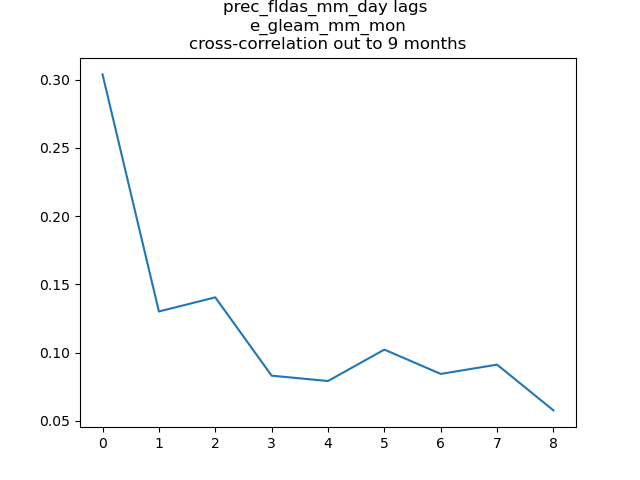 prec_fldas_mm_day lags
e_gleam_mm_mon
cross-correlation out to 9 months
0.30
0.25
0.20
0.15
0.10
0.05
0 1 2 3 4 5 6 7 8